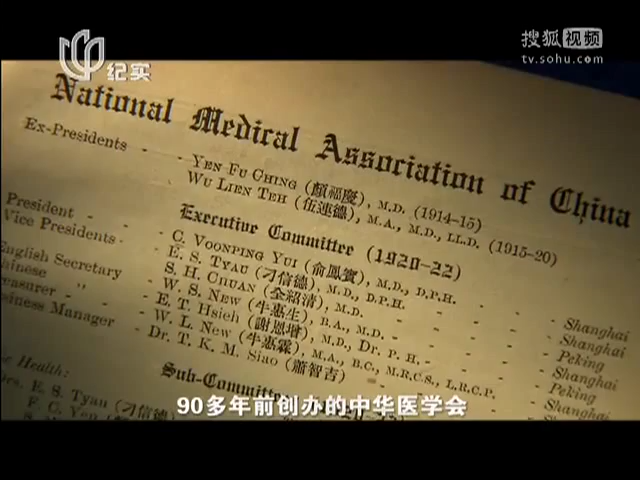 纪实
搜狐视频
tv.sohu.com
National Medical Association of China
Ex-Presidents - - YEN FU CHING (顏福慶), M.D. (1914-15)
WU LIEN TEH (伍連德), M.A., M.D., LL.D. (1915-20)
Executive Committee (1920-22)
President - - C. VOONPING YUI (俞鳳賓), M.D., D.P.H. - - Shanghai
Vice Presidents - E. S. TYAU (刁信德), M.D., D.P.H. - - Shanghai
S. H. CHUAN (全紹清), M.D. - - - Peking
English Secretary W. S. NEW (牛惠生), B.A., M.D. - - - Shanghai
Chinese " E. T. HSIEH (謝恩增), M.D., Dr. P. H. - - Peking
Treasurer - - W. L. NEW (牛惠霖), M.A., B.C., M.R.C.S., L.R.C.P. Shanghai
Business Manager Dr. T. K. M. SIAO (蕭智吉) - - - Shanghai
Sub-Committees
Health:
E. S. Tyau (刁信德)
F. C. Yen
90多年前创办的中华医学会